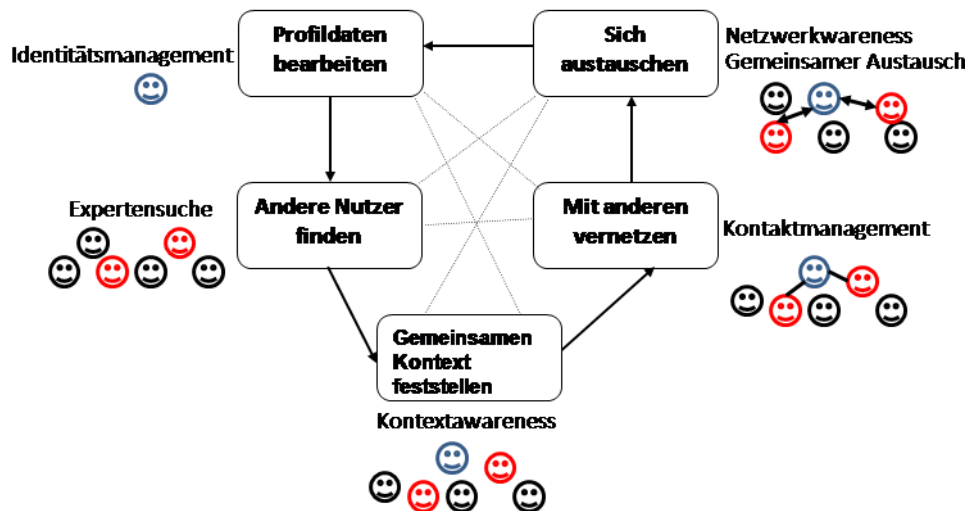 Identitätsmanagement
Profildaten
bearbeiten
Sich
austauschen
Netzwerkwareness
Gemeinsamer Austausch
Expertensuche
Andere Nutzer
finden
Mit anderen
vernetzen
Kontaktmanagement
Gemeinsamen
Kontext
feststellen
Kontextawareness